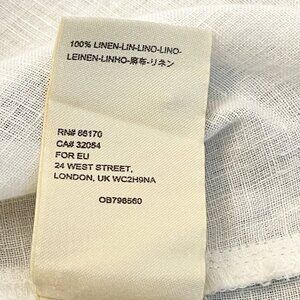 100% LINEN-LIN-LINO-LINO-
LEINEN-LINHO-麻布-リネン
RN# 66170
CA# 32054
FOR EU
24 WEST STREET,
LONDON, UK WC2H9NA
OB798560